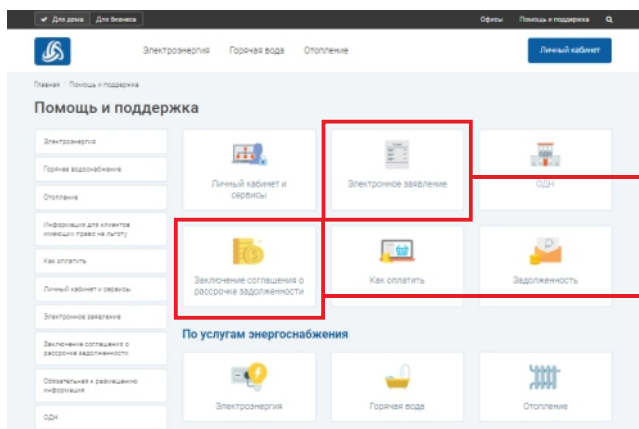 Для дома Для бизнеса Офисы Помощь и поддержка
Электроэнергия Горячая вода Отопление Личный кабинет
Главная / Помощь и поддержка
Помощь и поддержка
Электроэнергия
Горячее водоснабжение
Отопление
Информация для клиентов
имеющих право на льготу
Как оплатить
Личный кабинет и сервисы
Электронное заявление
Заключение соглашения о
рассрочке задолженности
Обязательная к размещению
информация
ОДН
Личный кабинет и
сервисы
Электронное заявление
ОДН
Заключение соглашения о
рассрочке задолженности
Как оплатить
Задолженность
По услугам энергоснабжения
Электроэнергия
Горячая вода
Отопление